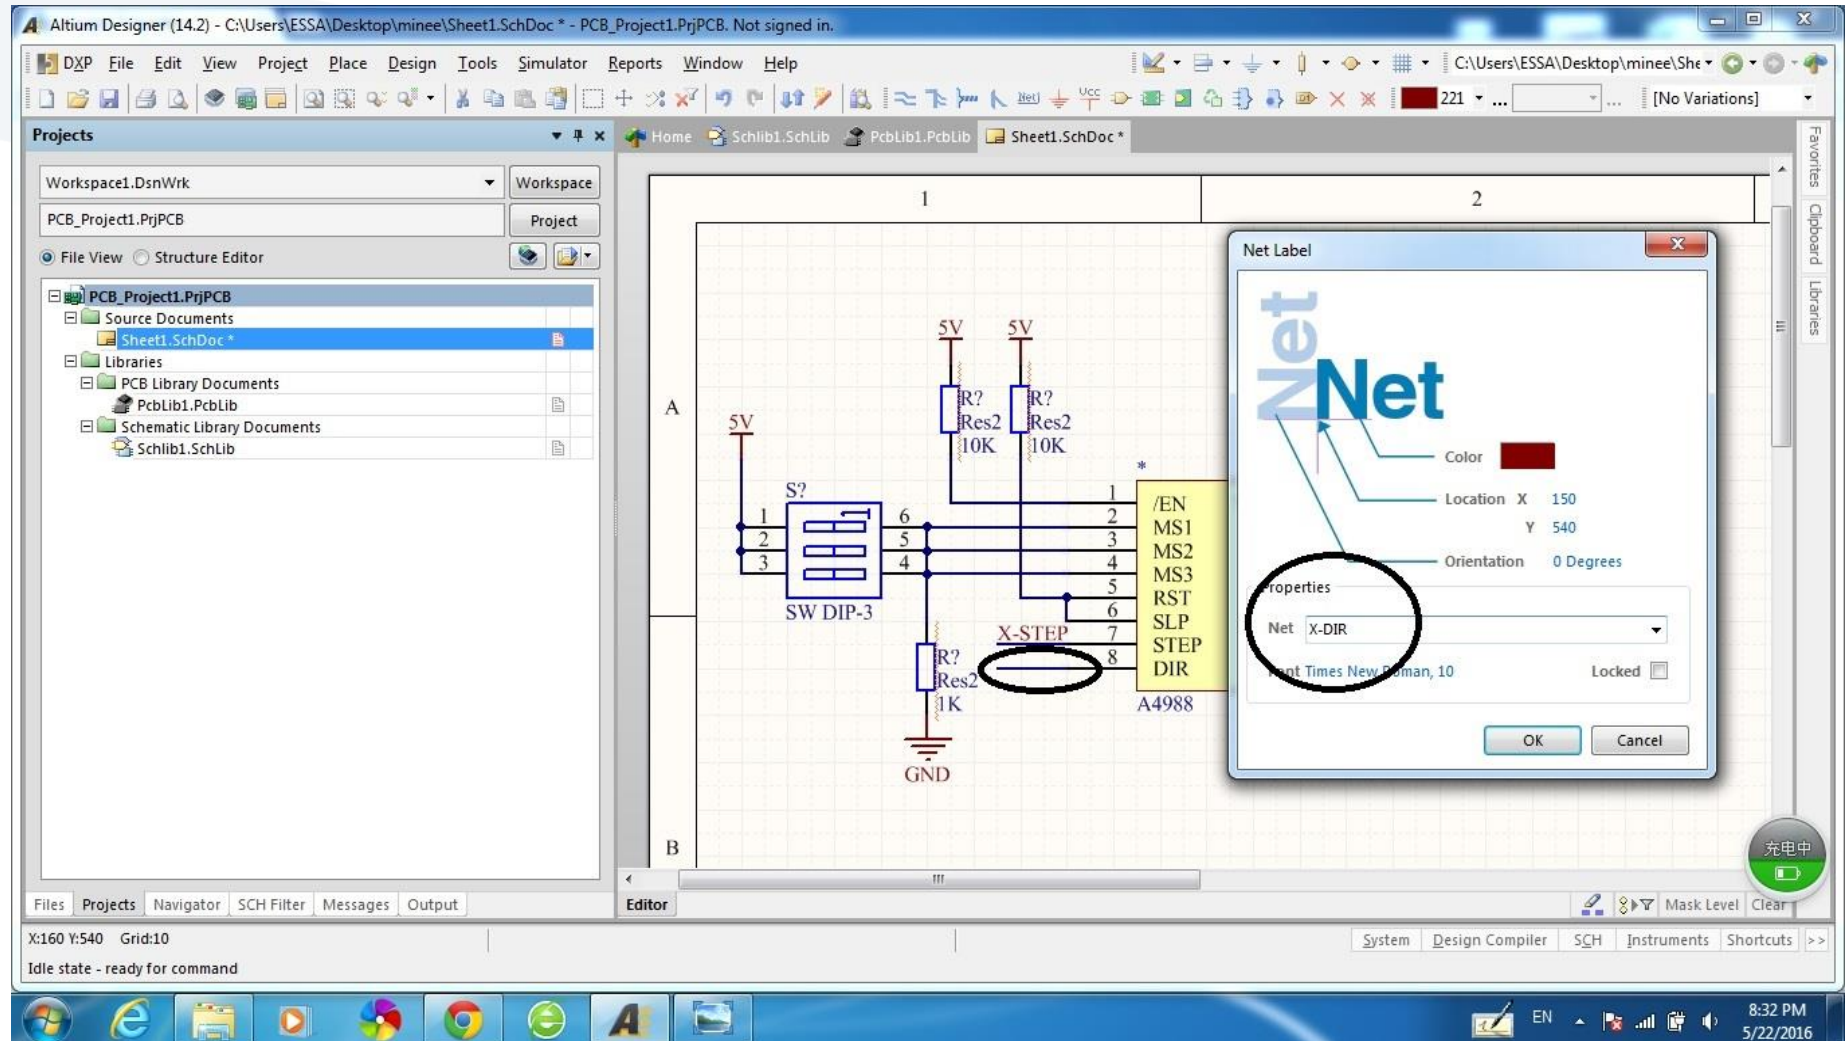 Altium Designer (14.2) - C:\Users\ESSA\Desktop\minee\Sheet1.SchDoc * - PCB_Project1.PrjPCB. Not signed in.
DXP File Edit View Project Place Design Tools Simulator Reports Window Help
C:\Users\ESSA\Desktop\minee\She
Net
VCC
D1
221 ... ... [No Variations]
Projects
Home Schlib1.SchLib PcbLib1.PcbLib Sheet1.SchDoc *
Favorites
Clipboard
Libraries
Workspace1.DsnWrk Workspace
PCB_Project1.PrjPCB Project
File View Structure Editor
PCB_Project1.PrjPCB
Source Documents
Sheet1.SchDoc *
Libraries
PCB Library Documents
PcbLib1.PcbLib
Schematic Library Documents
Schlib1.SchLib
1 2
A
B
5V 5V
R? R?
Res2 Res2
10K 10K
5V
S?
1 6
2 5
3 4
SW DIP-3
*
1 /EN
2 MS1
3 MS2
4 MS3
5 RST
6 SLP
X-STEP 7 STEP
8 DIR
A4988
R?
Res2
1K
GND
Net Label
Net
Net
Color
Location X 150
Y 540
Orientation 0 Degrees
Properties
Net X-DIR
Font Times New Roman, 10 Locked
OK Cancel
充电中
Files Projects Navigator SCH Filter Messages Output
Editor
Mask Level Clear
X:160 Y:540 Grid:10
System Design Compiler SCH Instruments Shortcuts >>
Idle state - ready for command
EN
8:32 PM
5/22/2016